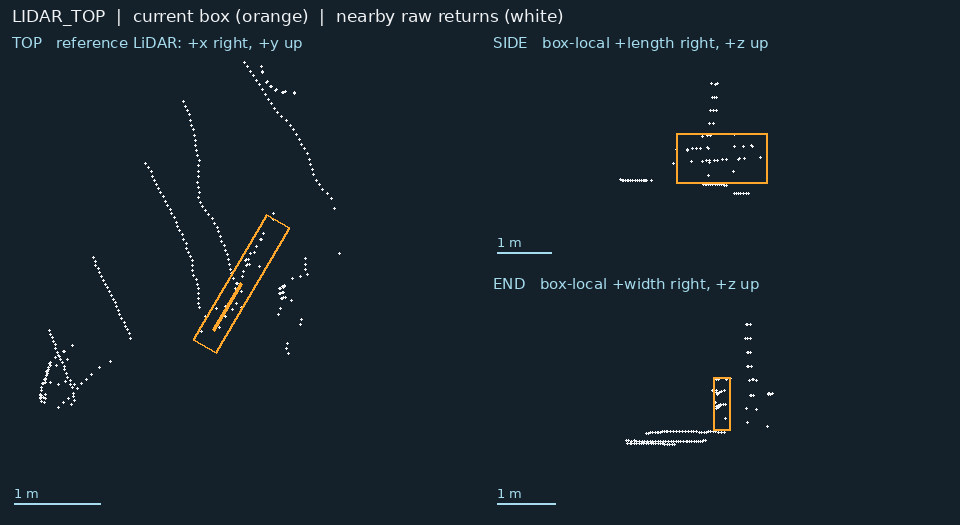 LIDAR_TOP | current box (orange) | nearby raw returns (white)
TOP reference LiDAR: +x right, +y up
SIDE box-local +length right, +z up
1 m
END box-local +width right, +z up
1 m
1 m